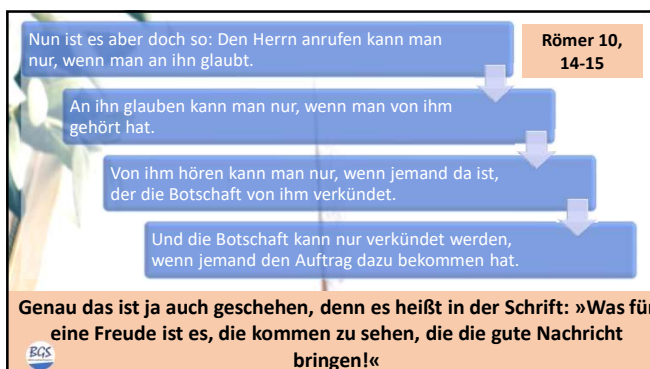 Nun ist es aber doch so: Den Herrn anrufen kann man
nur, wenn man an ihn glaubt.
Römer 10,
14-15
An ihn glauben kann man nur, wenn man von ihm
gehört hat.
Von ihm hören kann man nur, wenn jemand da ist,
der die Botschaft von ihm verkündet.
Und die Botschaft kann nur verkündet werden,
wenn jemand den Auftrag dazu bekommen hat.
Genau das ist ja auch geschehen, denn es heißt in der Schrift: »Was für
eine Freude ist es, die kommen zu sehen, die die gute Nachricht
bringen!«
BGS